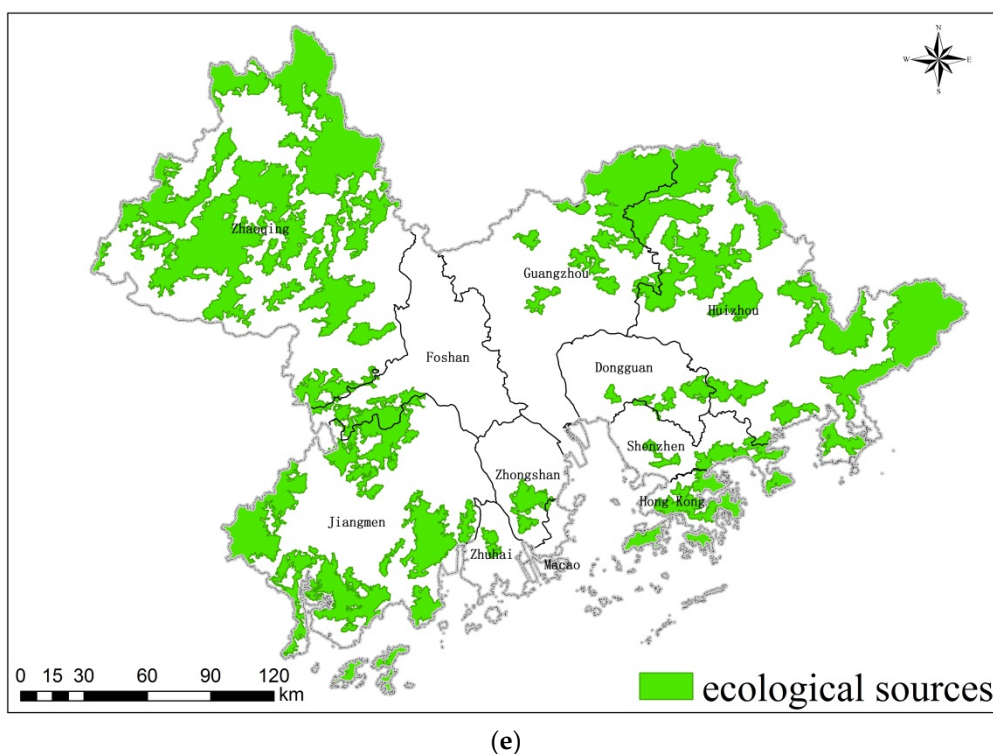 N
W E
S
Zhaoqing
Guangzhou
Huizhou
Foshan
Dongguan
Shenzhen
Zhongshan
Hong Kong
Jiangmen
Zhuhai
Macao
0 15 30 60 90 120
km
ecological sources
(e)